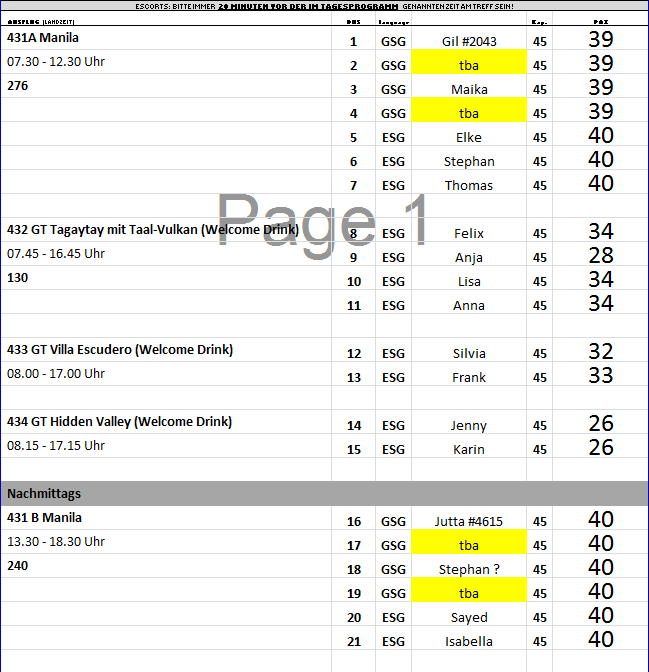 ESCORTS: BITTE IMMER 20 MINUTEN VOR DER IM TAGESPROGRAMM GENANNTEN ZEIT AM TREFF SEIN!
AUSFLUG (LANDZEIT) BUS Language Kap. PAX
431A Manila 1 GSG Gil #2043 45 39
07.30 - 12.30 Uhr 2 GSG tba 45 39
276 3 GSG Maika 45 39
4 GSG tba 45 39
5 ESG Elke 45 40
6 ESG Stephan 45 40
7 ESG Thomas 45 40
Page 1
432 GT Tagaytay mit Taal-Vulkan (Welcome Drink) 8 ESG Felix 45 34
07.45 - 16.45 Uhr 9 ESG Anja 45 28
130 10 ESG Lisa 45 34
11 ESG Anna 45 34
433 GT Villa Escudero (Welcome Drink) 12 ESG Silvia 45 32
08.00 - 17.00 Uhr 13 ESG Frank 45 33
434 GT Hidden Valley (Welcome Drink) 14 ESG Jenny 45 26
08.15 - 17.15 Uhr 15 ESG Karin 45 26
Nachmittags
431 B Manila 16 GSG Jutta #4615 45 40
13.30 - 18.30 Uhr 17 GSG tba 45 40
240 18 GSG Stephan ? 45 40
19 GSG tba 45 40
20 ESG Sayed 45 40
21 ESG Isabella 45 40